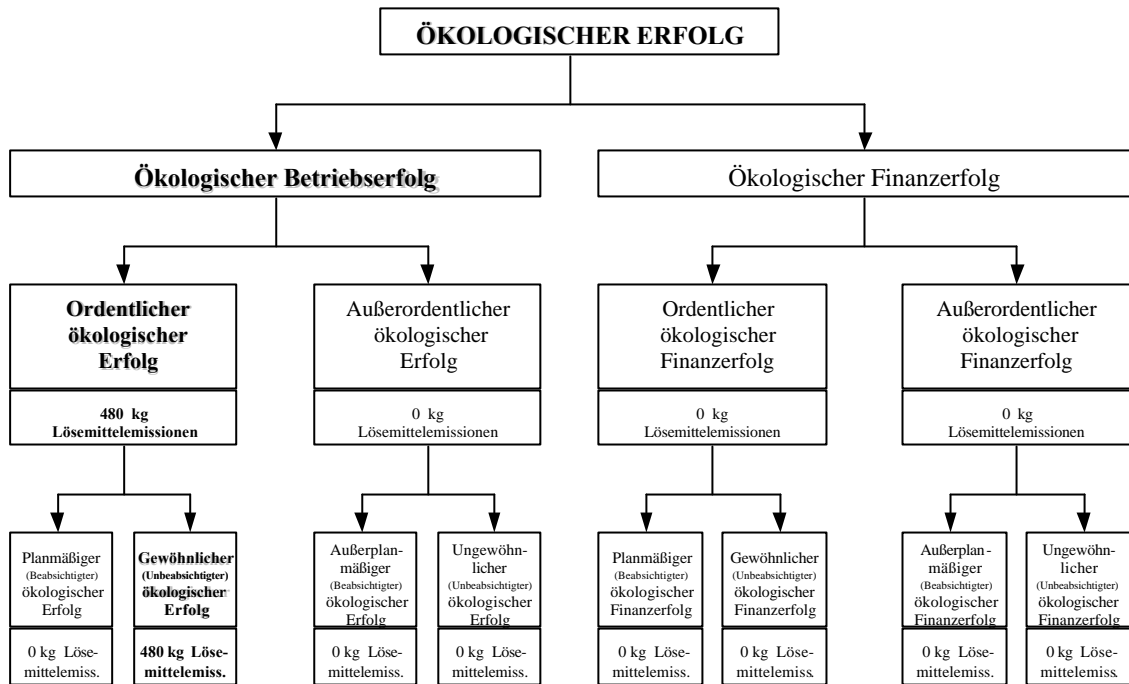 ÖKOLOGISCHER ERFOLG
Ökologischer Betriebserfolg
Ökologischer Finanzerfolg
Ordentlicher
ökologischer
Erfolg
480 kg
Lösemittelemissionen
Außerordentlicher
ökologischer
Erfolg
0 kg
Lösemittelemissionen
Ordentlicher
ökologischer
Finanzerfolg
0 kg
Lösemittelemissionen
Außerordentlicher
ökologischer
Finanzerfolg
0 kg
Lösemittelemissionen
Planmäßiger
(Beabsichtigter)
ökologischer
Erfolg
0 kg Löse-
mittelemiss.
Gewöhnlicher
(Unbeabsichtigter)
ökologischer
Erfolg
480 kg Löse-
mittelemiss.
Außerplan-
mäßiger
(Beabsichtigter)
ökologischer
Erfolg
0 kg Löse-
mittelemiss.
Ungewöhn-
licher
(Unbeabsichtigter)
ökologischer
Erfolg
0 kg Löse-
mittelemiss.
Planmäßiger
(Beabsichtigter)
ökologischer
Finanzerfolg
0 kg Löse-
mittelemiss.
Gewöhnlicher
(Unbeabsichtigter)
ökologischer
Finanzerfolg
0 kg Löse-
mittelemiss.
Außerplan-
mäßiger
(Beabsichtigter)
ökologischer
Finanzerfolg
0 kg Löse-
mittelemiss.
Ungewöhn-
licher
(Unbeabsichtigter)
ökologischer
Finanzerfolg
0 kg Löse-
mittelemiss.